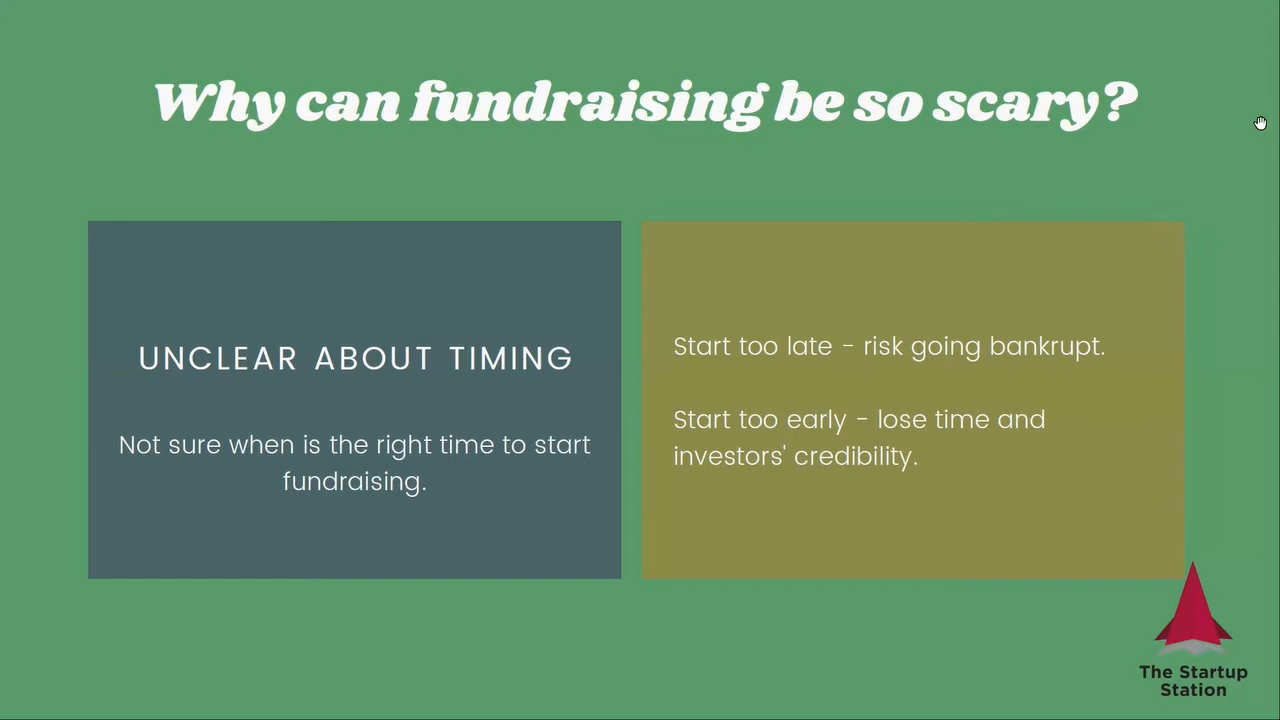 Why can fundraising be so scary?
UNCLEAR ABOUT TIMING
Not sure when is the right time to start
fundraising.
Start too late - risk going bankrupt.
Start too early - lose time and
investors' credibility.
The Startup
Station